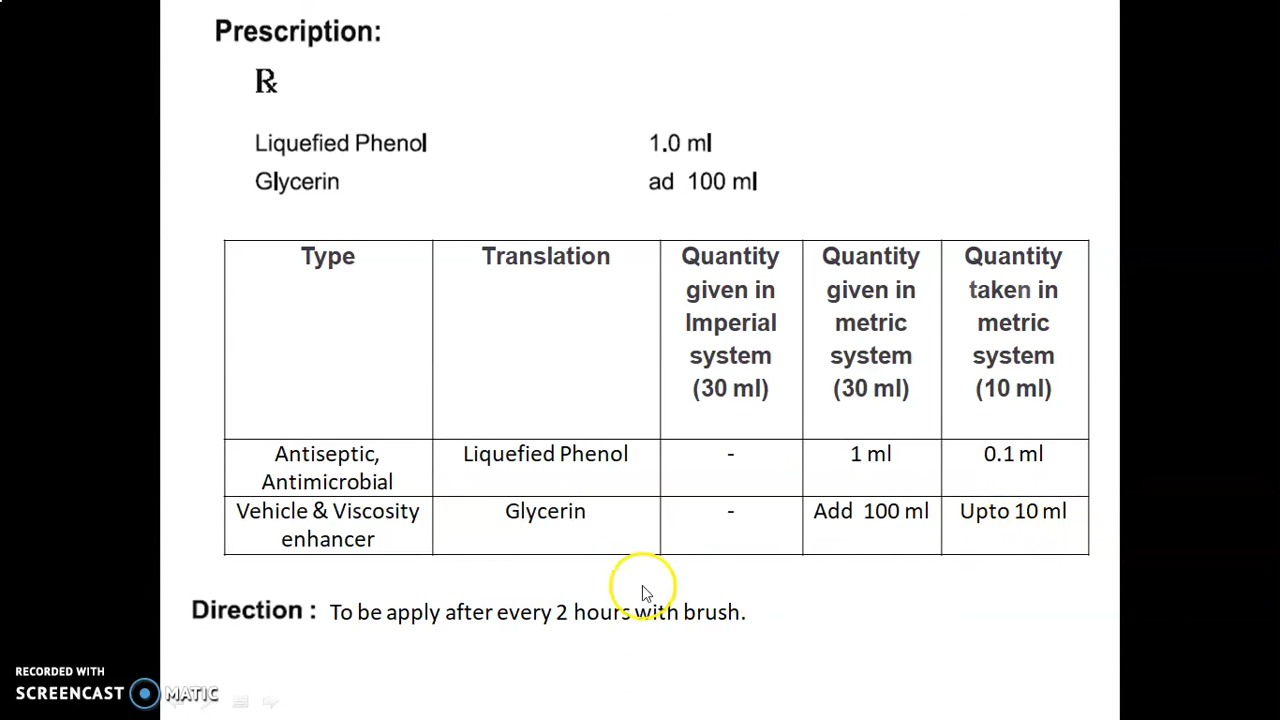 Prescription:
℞
Liquefied Phenol 1.0 ml
Glycerin ad 100 ml
Type Translation Quantity given in Imperial system (30 ml) Quantity given in metric system (30 ml) Quantity taken in metric system (10 ml)
Antiseptic, Antimicrobial Liquefied Phenol - 1 ml 0.1 ml
Vehicle & Viscosity enhancer Glycerin - Add 100 ml Upto 10 ml
Direction : To be apply after every 2 hours with brush.
RECORDED WITH
SCREENCAST MATIC